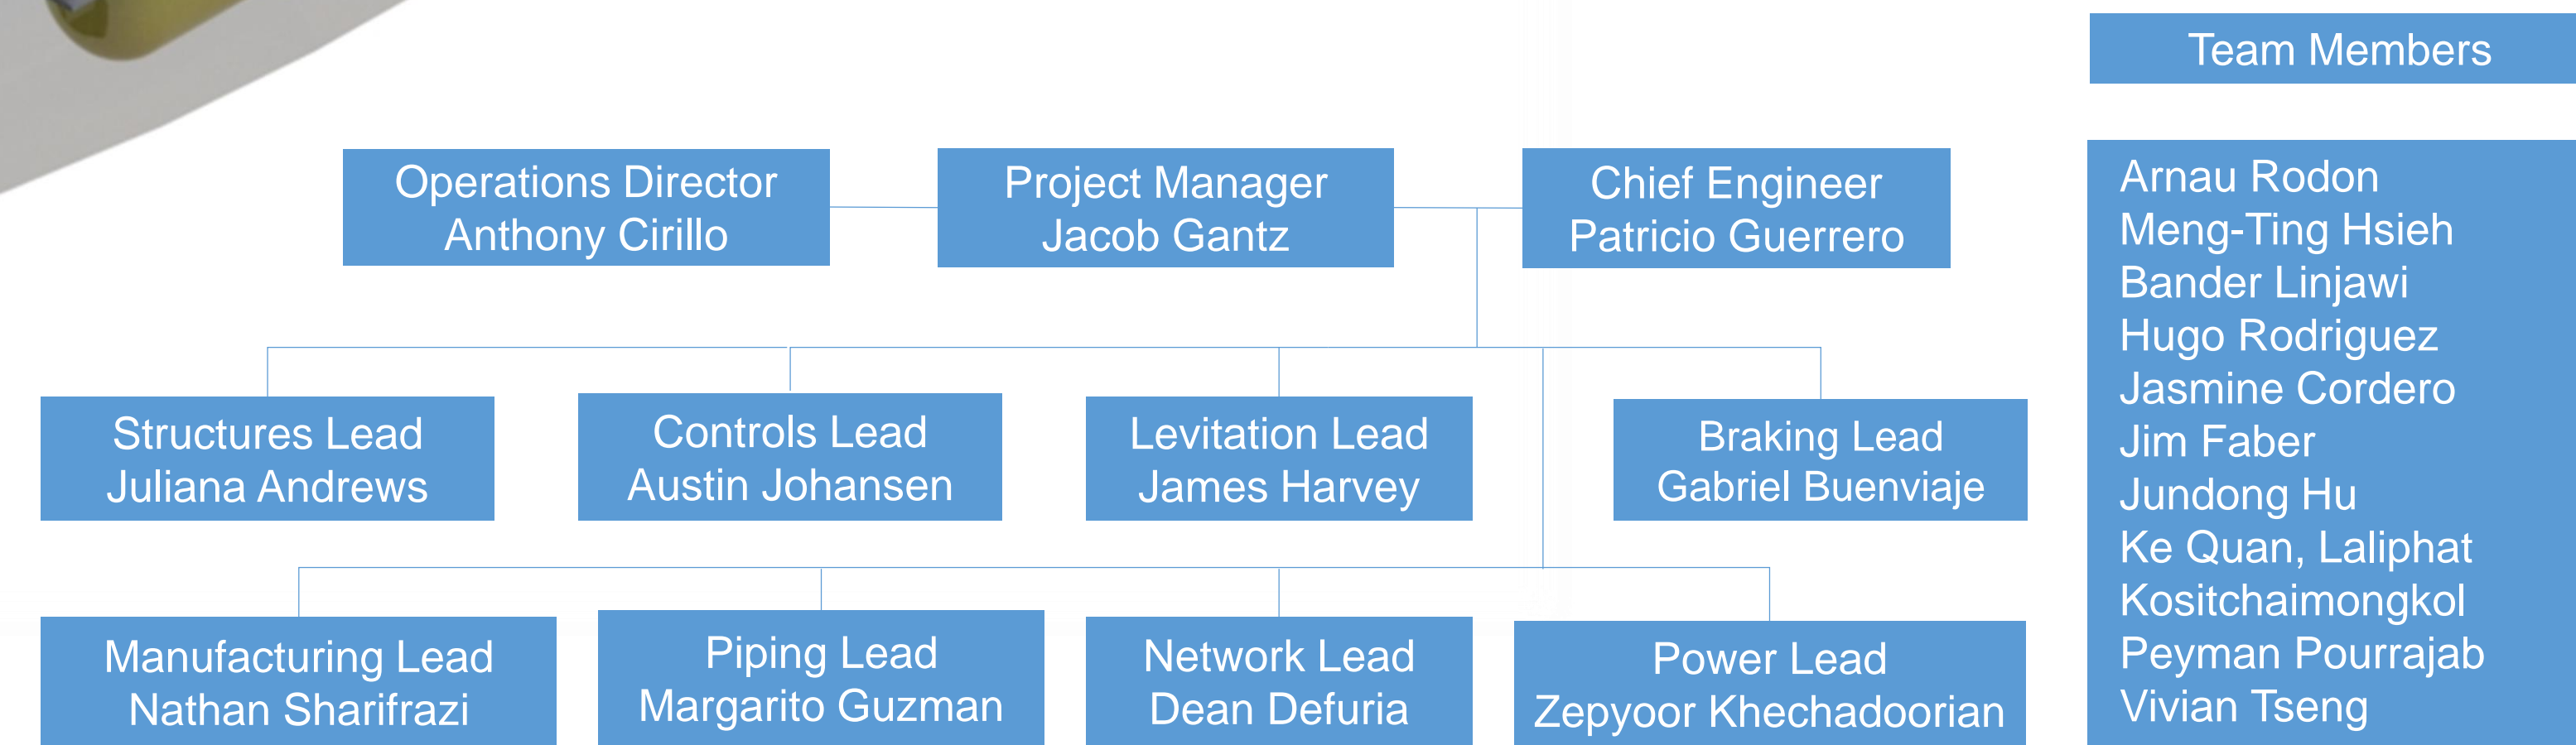 Team Members
Operations Director
Anthony Cirillo
Project Manager
Jacob Gantz
Chief Engineer
Patricio Guerrero
Structures Lead
Juliana Andrews
Controls Lead
Austin Johansen
Levitation Lead
James Harvey
Braking Lead
Gabriel Buenviaje
Manufacturing Lead
Nathan Sharifrazi
Piping Lead
Margarito Guzman
Network Lead
Dean Defuria
Power Lead
Zepyoor Khechadoorian
Arnau Rodon
Meng-Ting Hsieh
Bander Linjawi
Hugo Rodriguez
Jasmine Cordero
Jim Faber
Jundong Hu
Ke Quan, Laliphat
Kositchaimongkol
Peyman Pourrajab
Vivian Tseng